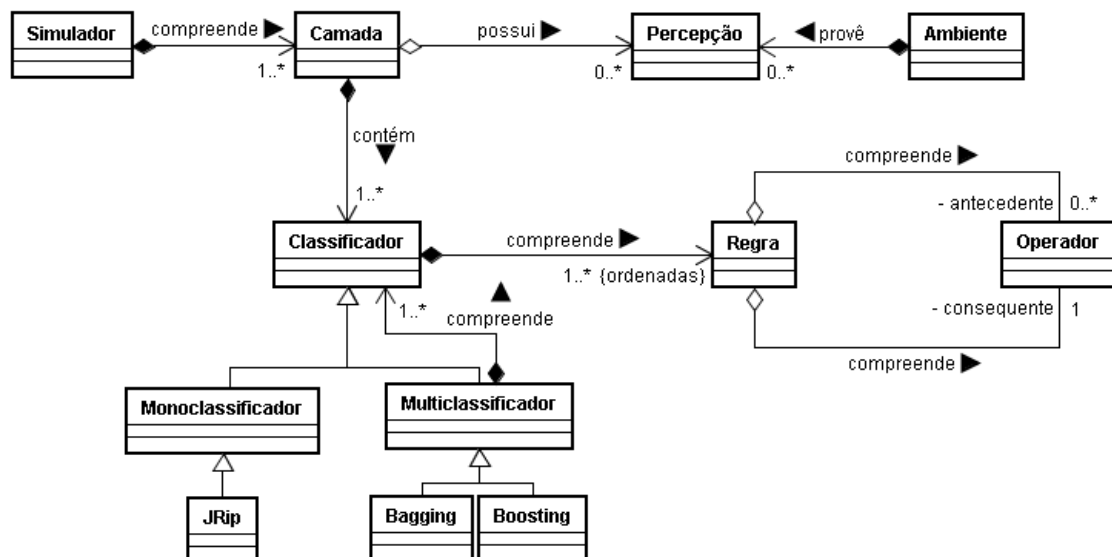 Simulador
compreende
1..*
Camada
possui
0..*
Percepção
0..*
provê
Ambiente
contém
1..*
Classificador
compreende
1..* {ordenadas}
Regra
compreende
- antecedente
0..*
Operador
- consequente
1
compreende
1..*
compreende
Monoclassificador
Multiclassificador
JRip
Bagging
Boosting